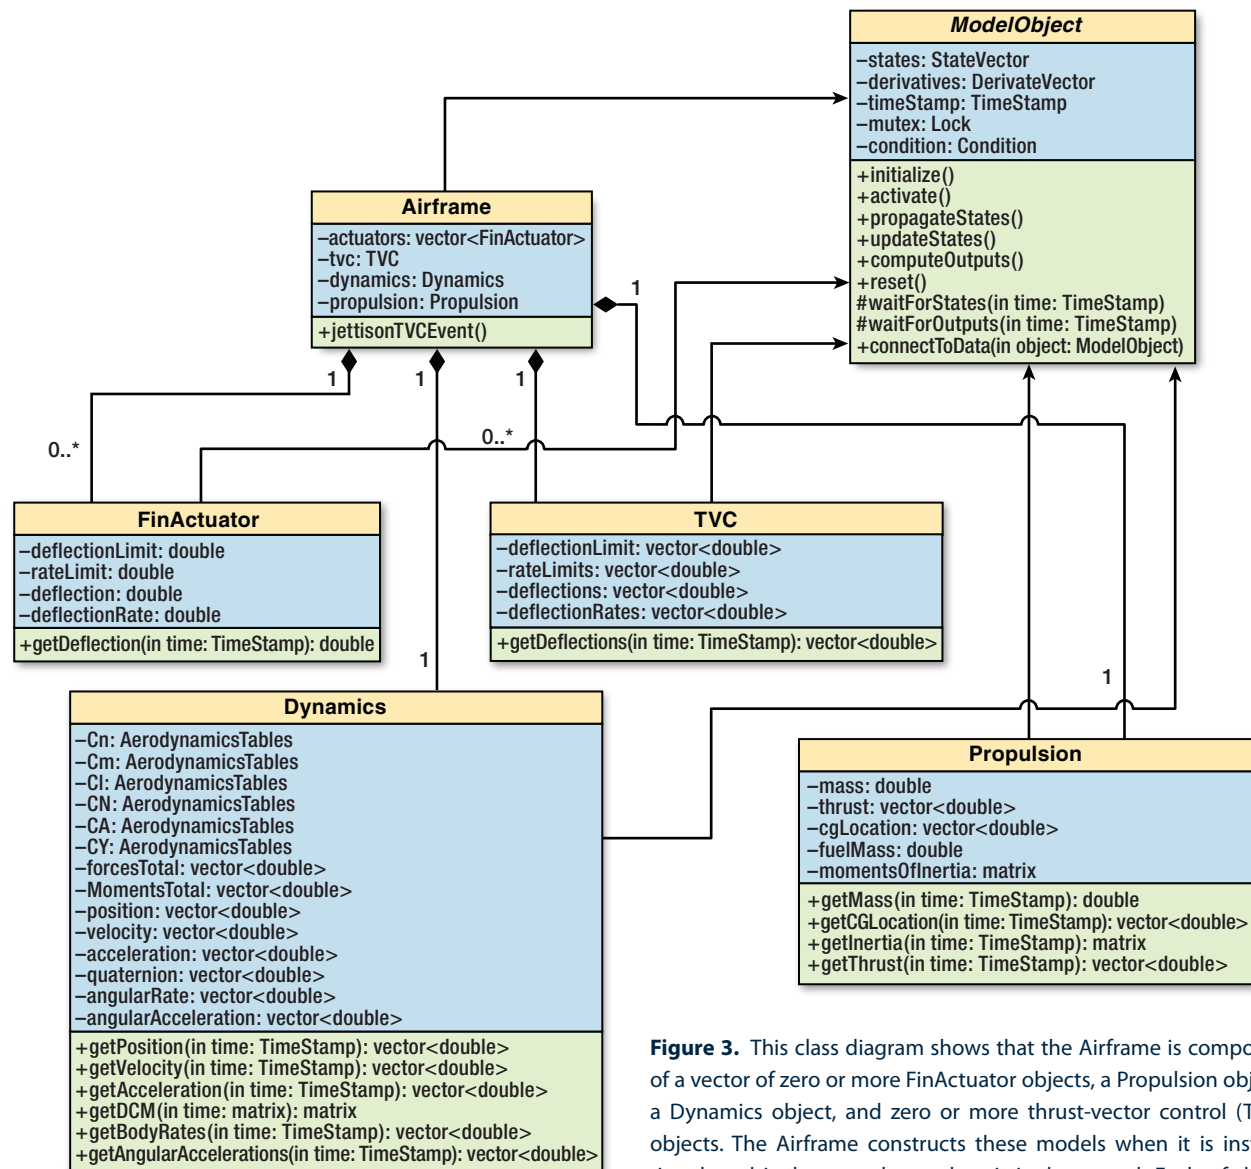 ModelObject
–states: StateVector
–derivatives: DerivateVector
–timeStamp: TimeStamp
–mutex: Lock
–condition: Condition
+initialize()
+activate()
+propagateStates()
+updateStates()
+computeOutputs()
+reset()
#waitForStates(in time: TimeStamp)
#waitForOutputs(in time: TimeStamp)
+connectToData(in object: ModelObject)
Airframe
–actuators: vector<FinActuator>
–tvc: TVC
–dynamics: Dynamics
–propulsion: Propulsion
+jettisonTVCEvent()
1
1
1
1
0..*
0..*
FinActuator
–deflectionLimit: double
–rateLimit: double
–deflection: double
–deflectionRate: double
+getDeflection(in time: TimeStamp): double
TVC
–deflectionLimit: vector<double>
–rateLimits: vector<double>
–deflections: vector<double>
–deflectionRates: vector<double>
+getDeflections(in time: TimeStamp): vector<double>
1
1
Dynamics
–Cn: AerodynamicsTables
–Cm: AerodynamicsTables
–Cl: AerodynamicsTables
–CN: AerodynamicsTables
–CA: AerodynamicsTables
–CY: AerodynamicsTables
–forcesTotal: vector<double>
–MomentsTotal: vector<double>
–position: vector<double>
–velocity: vector<double>
–acceleration: vector<double>
–quaternion: vector<double>
–angularRate: vector<double>
–angularAcceleration: vector<double>
+getPosition(in time: TimeStamp): vector<double>
+getVelocity(in time: TimeStamp): vector<double>
+getAcceleration(in time: TimeStamp): vector<double>
+getDCM(in time: matrix): matrix
+getBodyRates(in time: TimeStamp): vector<double>
+getAngularAccelerations(in time: TimeStamp): vector<double>
Propulsion
–mass: double
–thrust: vector<double>
–cgLocation: vector<double>
–fuelMass: double
–momentsOfInertia: matrix
+getMass(in time: TimeStamp): double
+getCGLocation(in time: TimeStamp): vector<double>
+getInertia(in time: TimeStamp): matrix
+getThrust(in time: TimeStamp): vector<double>
Figure 3. This class diagram shows that the Airframe is compo
of a vector of zero or more FinActuator objects, a Propulsion obj
a Dynamics object, and zero or more thrust-vector control (T
objects. The Airframe constructs these models when it is inst